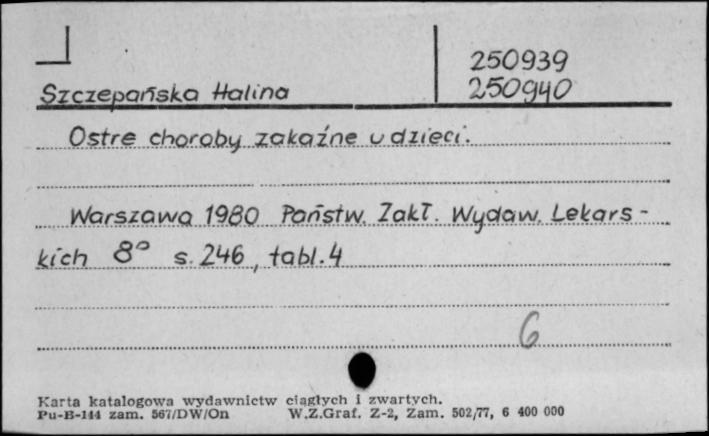 250939
250940
Szczepańska Halina
Ostre choroby zakaźne u dzieci.
Warszawa 1980 Państw. Zakł. Wydaw. Lekars-
kich 8° s. 246, tabl. 4
6
Karta katalogowa wydawnictw ciągłych i zwartych.
Pu-B-144 zam. 567/DW/On W.Z.Graf. Z-2, Zam. 502/77, 6 400 000